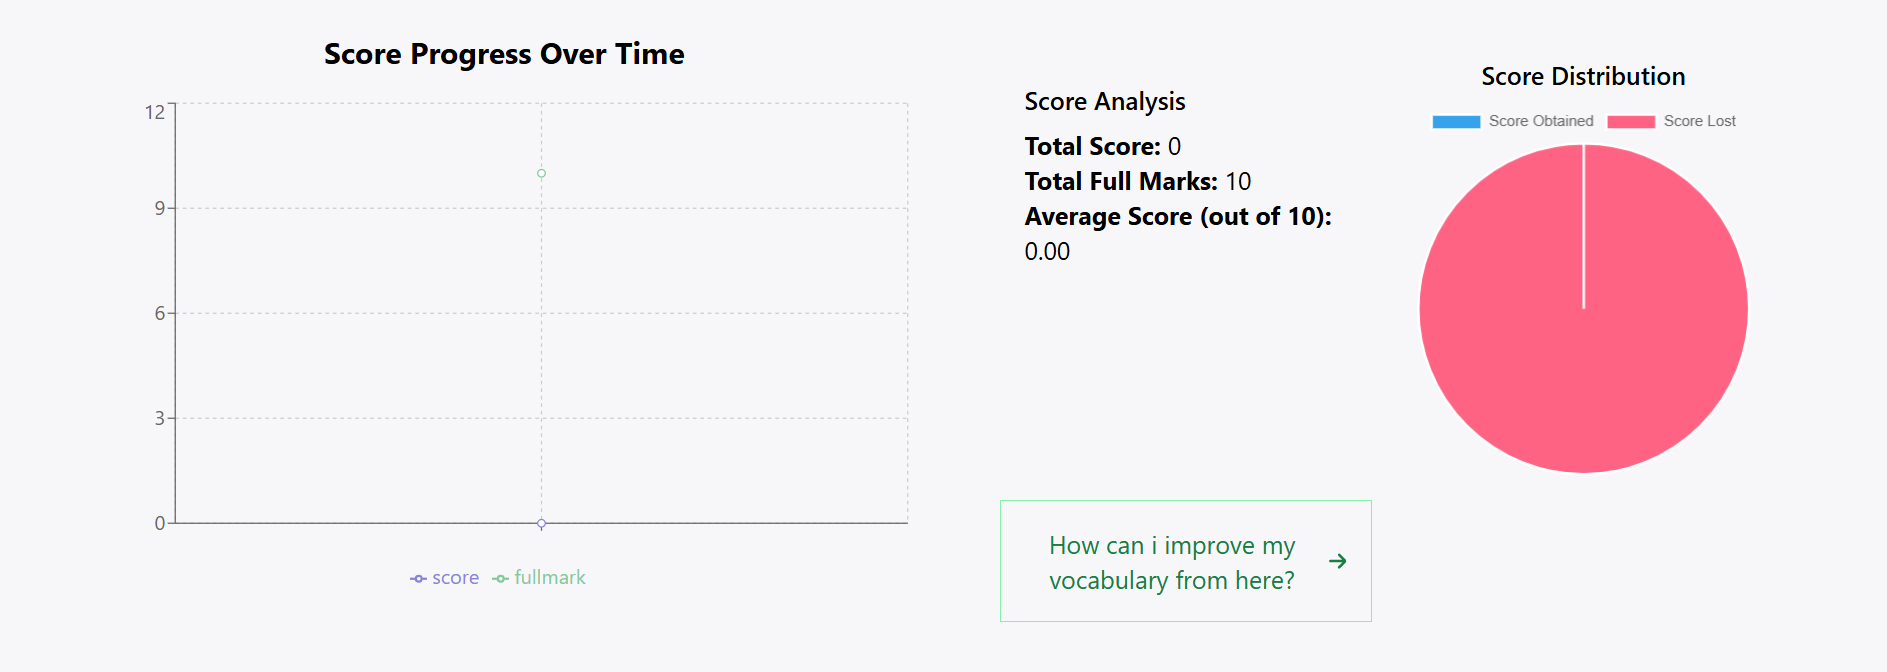 Score Progress Over Time
12
9
6
3
0
score fullmark
Score Analysis
Total Score: 0
Total Full Marks: 10
Average Score (out of 10):
0.00
How can i improve my
vocabulary from here?
Score Distribution
Score Obtained Score Lost